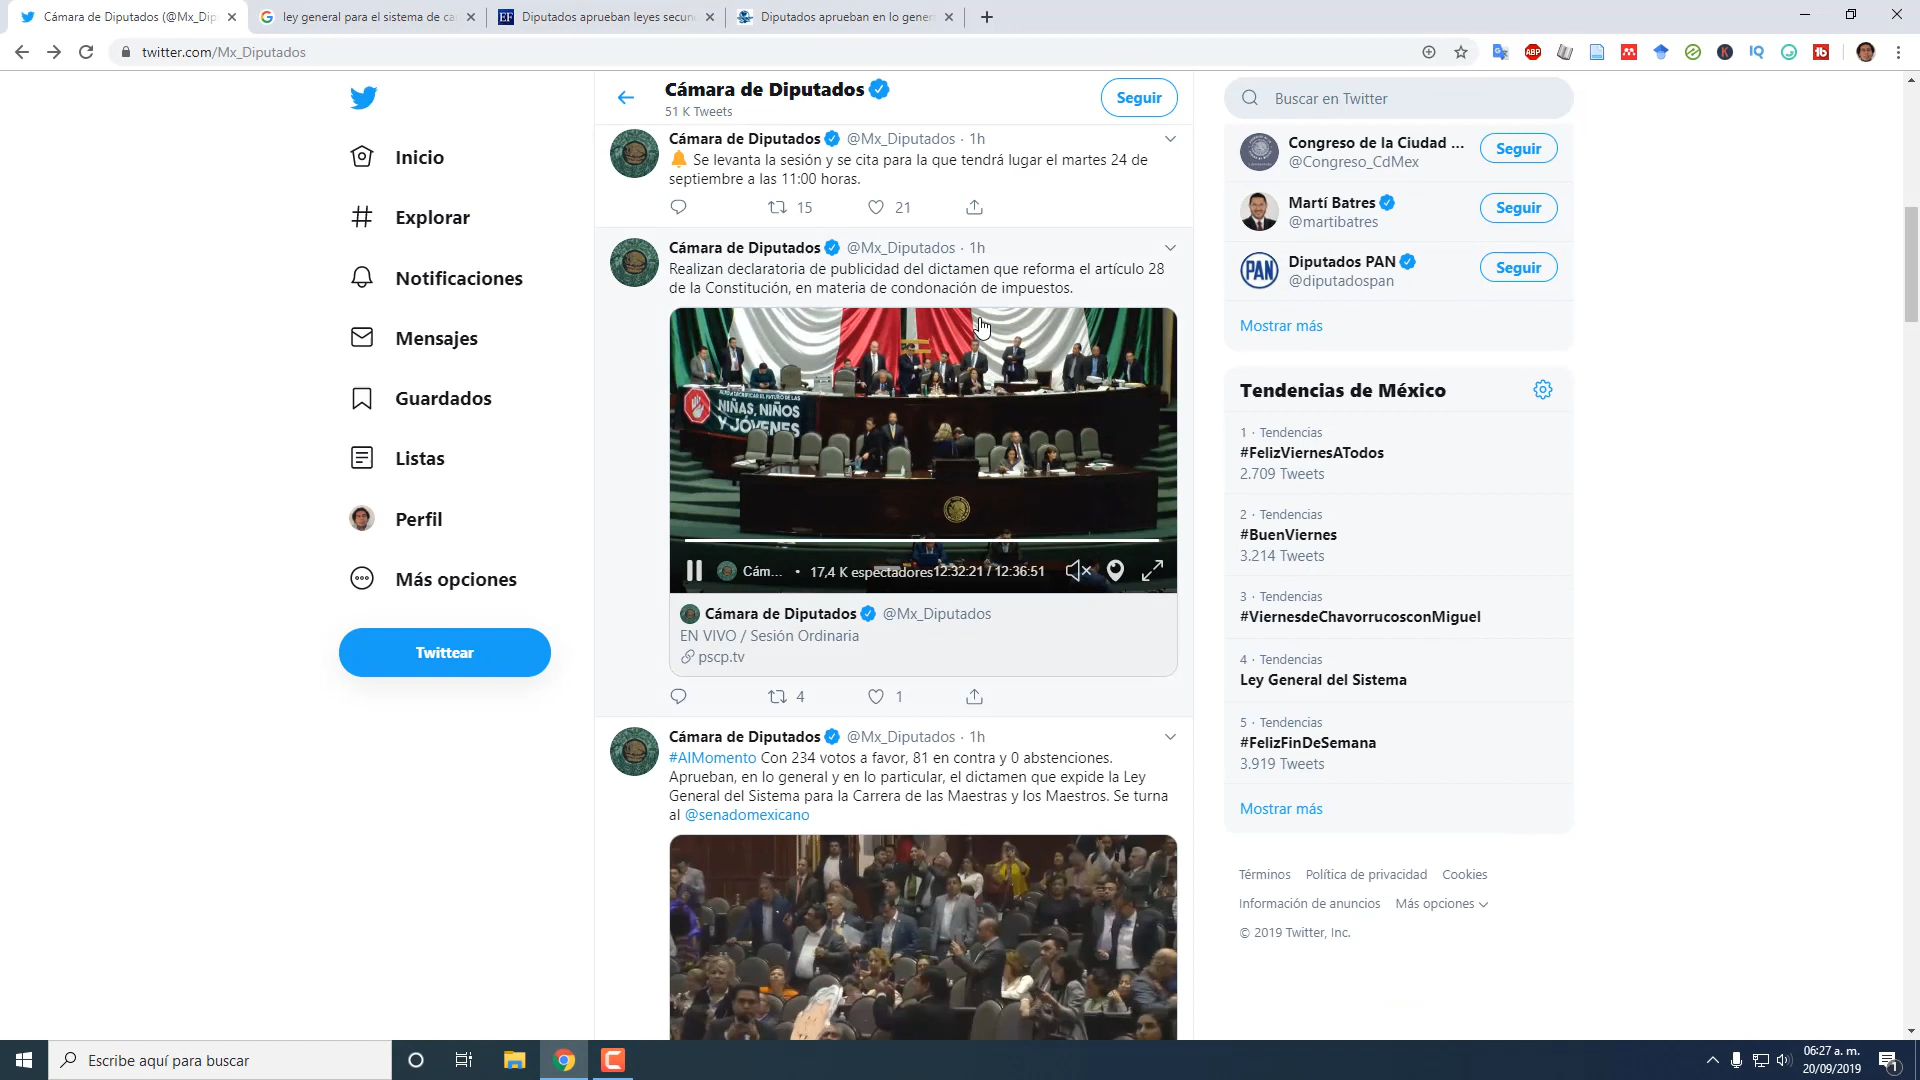 Cámara de Diputados (@Mx_Dip
ley general para el sistema de ca
EF Diputados aprueban leyes secun
Diputados aprueban en lo gener
twitter.com/Mx_Diputados
ABP
IQ
Inicio
Explorar
Notificaciones
Mensajes
Guardados
Listas
Perfil
Más opciones
Twittear
Cámara de Diputados
51 K Tweets
Seguir
Cámara de Diputados @Mx_Diputados · 1h
Se levanta la sesión y se cita para la que tendrá lugar el martes 24 de
septiembre a las 11:00 horas.
15 21
Cámara de Diputados @Mx_Diputados · 1h
Realizan declaratoria de publicidad del dictamen que reforma el artículo 28
de la Constitución, en materia de condonación de impuestos.
NIÑAS, NIÑOS
Y JÓVENES
Cám... • 17,4 K espectadores 12:32:21 / 12:36:51
Cámara de Diputados @Mx_Diputados
EN VIVO / Sesión Ordinaria
pscp.tv
4 1
Cámara de Diputados @Mx_Diputados · 1h
#AlMomento Con 234 votos a favor, 81 en contra y 0 abstenciones.
Aprueban, en lo general y en lo particular, el dictamen que expide la Ley
General del Sistema para la Carrera de las Maestras y los Maestros. Se turna
al @senadomexicano
Buscar en Twitter
Congreso de la Ciudad ...
@Congreso_CdMex
Seguir
Martí Batres
@martibatres
Seguir
PAN
Diputados PAN
@diputadospan
Seguir
Mostrar más
Tendencias de México
1 · Tendencias
#FelizViernesATodos
2.709 Tweets
2 · Tendencias
#BuenViernes
3.214 Tweets
3 · Tendencias
#ViernesdeChavorrucosconMiguel
4 · Tendencias
Ley General del Sistema
5 · Tendencias
#FelizFinDeSemana
3.919 Tweets
Mostrar más
Términos Política de privacidad Cookies
Información de anuncios Más opciones
© 2019 Twitter, Inc.
Escribe aquí para buscar
06:27 a. m.
20/09/2019
1